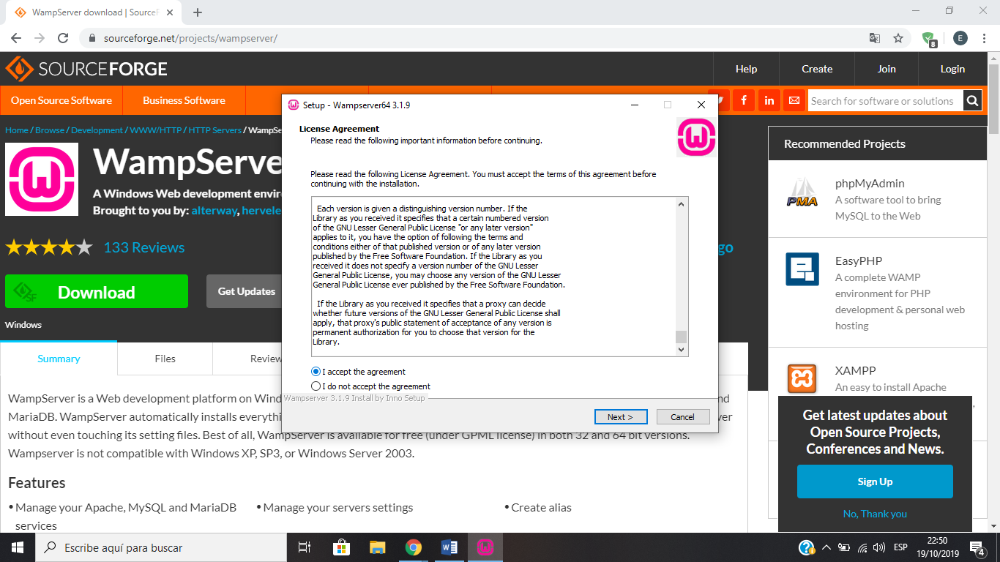 WampServer download | SourceF
sourceforge.net/projects/wampserver/
8
E
SOURCEFORGE
Help
Create
Join
Login
Open Source Software
Business Software
Search for software or solutions
Home / Browse / Development / WWW/HTTP / HTTP Servers / WampSe
WampServe
A Windows Web development envir
Brought to you by: alterway, hervele
133 Reviews
go
Download
SF
Get Updates
Windows
Summary
Files
Review
WampServer is a Web development platform on Wind
nd
MariaDB. WampServer automatically installs everythi
ver
without even touching its setting files. Best of all, WampServer is available for free (under GPML license) in both 32 and 64 bit versions.
Wampserver is not compatible with Windows XP, SP3, or Windows Server 2003.
Features
• Manage your Apache, MySQL and MariaDB
services
• Manage your servers settings
• Create alias
Setup - Wampserver64 3.1.9
License Agreement
Please read the following important information before continuing.
Please read the following License Agreement. You must accept the terms of this agreement before
continuing with the installation.
Each version is given a distinguishing version number. If the
Library as you received it specifies that a certain numbered version
of the GNU Lesser General Public License "or any later version"
applies to it, you have the option of following the terms and
conditions either of that published version or of any later version
published by the Free Software Foundation. If the Library as you
received it does not specify a version number of the GNU Lesser
General Public License, you may choose any version of the GNU Lesser
General Public License ever published by the Free Software Foundation.
If the Library as you received it specifies that a proxy can decide
whether future versions of the GNU Lesser General Public License shall
apply, that proxy's public statement of acceptance of any version is
permanent authorization for you to choose that version for the
Library.
I accept the agreement
I do not accept the agreement
Wampserver 3.1.9 Install by Inno Setup
Next >
Cancel
Recommended Projects
PMA
phpMyAdmin
A software tool to bring
MySQL to the Web
EasyPHP
A complete WAMP
environment for PHP
development & personal web
hosting
XAMPP
An easy to install Apache
Get latest updates about
Open Source Projects,
Conferences and News.
Sign Up
No, Thank you
Escribe aquí para buscar
ESP
22:50
19/10/2019
4